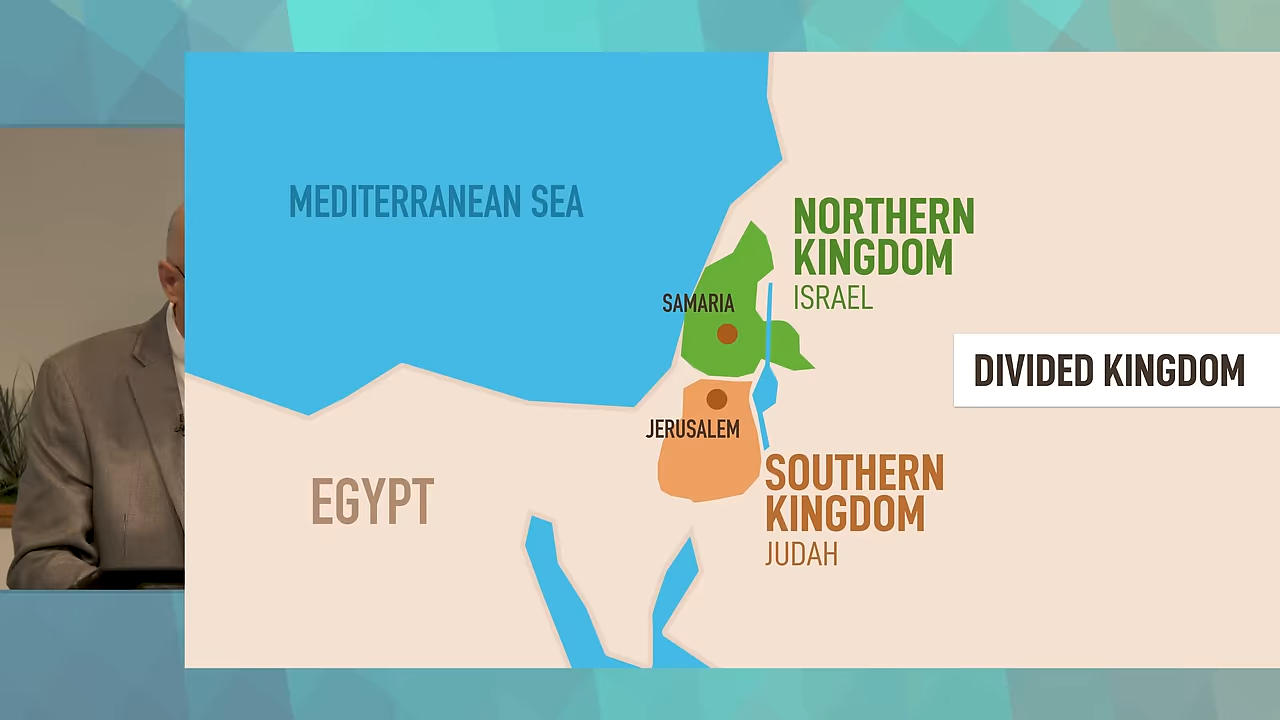 MEDITERRANEAN SEA
NORTHERN
KINGDOM
ISRAEL
SAMARIA
DIVIDED KINGDOM
JERUSALEM
SOUTHERN
KINGDOM
JUDAH
EGYPT